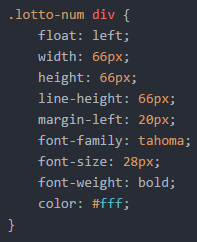 .lotto-num div {
    float: left;
    width: 66px;
    height: 66px;
    line-height: 66px;
    margin-left: 20px;
    font-family: tahoma;
    font-size: 28px;
    font-weight: bold;
    color: #fff;
}